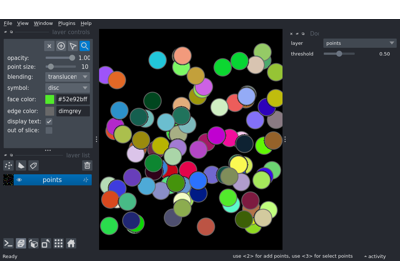 File View Window Plugins Help
layer controls
opacity: 1.00
point size: 10
blending: translucen
symbol: disc
face color: #52e92bff
edge color: dimgrey
display text:
out of slice:
layer list
points
layer points
threshold 0.50
Ready use <2> for add points, use <3> for select points activity